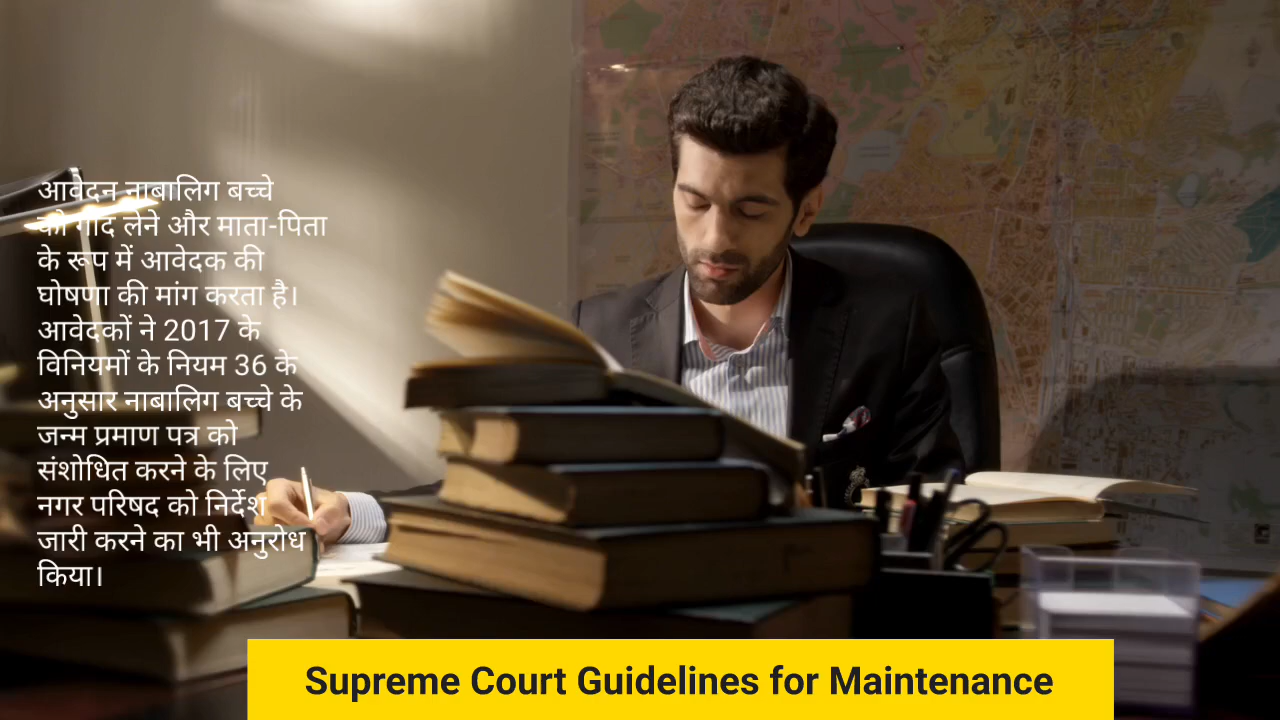 आवेदन नाबालिग बच्चे
को गोद लेने और माता-पिता
के रूप में आवेदक की
घोषणा की मांग करता है।
आवेदकों ने 2017 के
विनियमों के नियम 36 के
अनुसार नाबालिग बच्चे के
जन्म प्रमाण पत्र को
संशोधित करने के लिए
नगर परिषद को निर्देश
जारी करने का भी अनुरोध
किया।
Supreme Court Guidelines for Maintenance